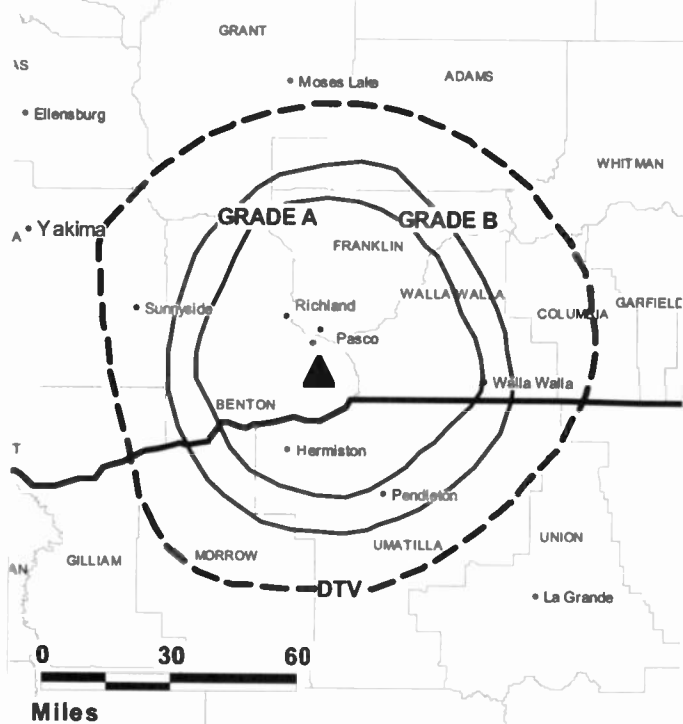 GRANT
AS
Moses Lake
ADAMS
Ellensburg
WHITMAN
GRADE A
GRADE B
A
Yakima
FRANKLIN
WALLA WALLA
Richland
Sunnyside
COLUMBIA
GARFIELD
Pasco
Walla Walla
BENTON
T
Hermiston
Pendleton
UMATILLA
UNION
MORROW
GILLIAM
AN
DTV
La Grande
0 30 60
Miles